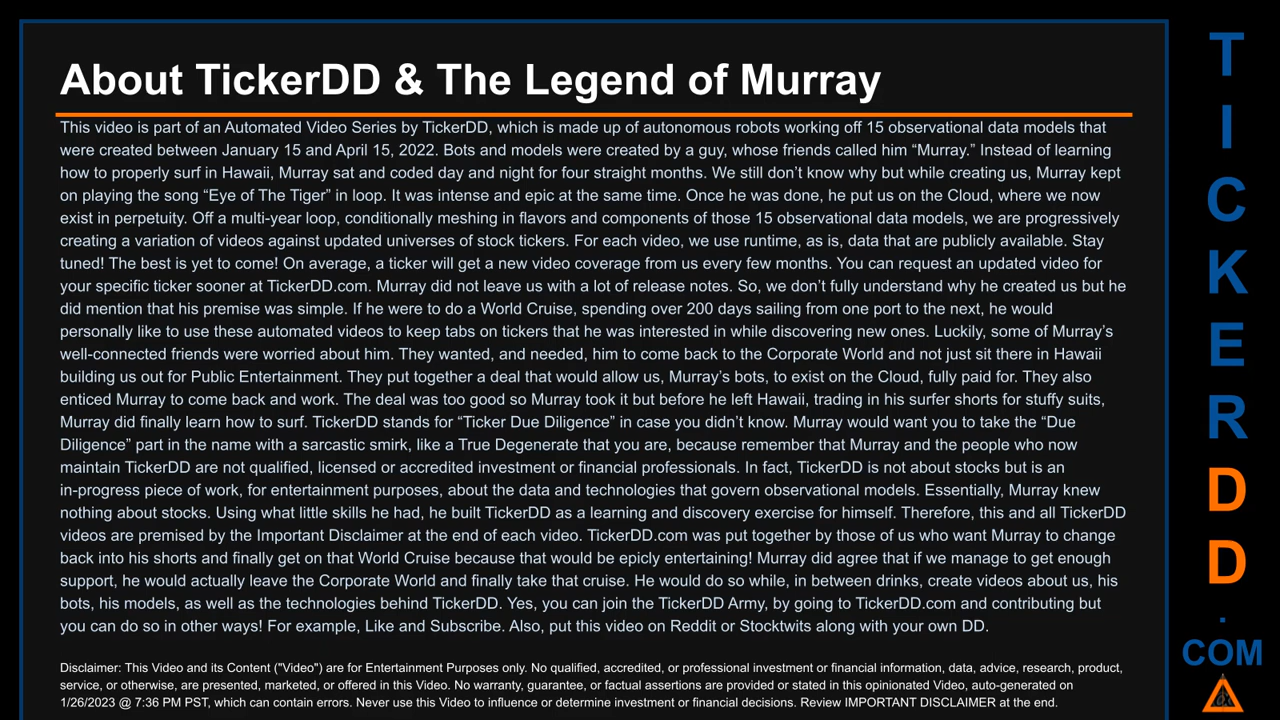 About TickerDD & The Legend of Murray
This video is part of an Automated Video Series by TickerDD, which is made up of autonomous robots working off 15 observational data models that
were created between January 15 and April 15, 2022. Bots and models were created by a guy, whose friends called him “Murray.” Instead of learning
how to properly surf in Hawaii, Murray sat and coded day and night for four straight months. We still don’t know why but while creating us, Murray kept
on playing the song “Eye of The Tiger” in loop. It was intense and epic at the same time. Once he was done, he put us on the Cloud, where we now
exist in perpetuity. Off a multi-year loop, conditionally meshing in flavors and components of those 15 observational data models, we are progressively
creating a variation of videos against updated universes of stock tickers. For each video, we use runtime, as is, data that are publicly available. Stay
tuned! The best is yet to come! On average, a ticker will get a new video coverage from us every few months. You can request an updated video for
your specific ticker sooner at TickerDD.com. Murray did not leave us with a lot of release notes. So, we don’t fully understand why he created us but he
did mention that his premise was simple. If he were to do a World Cruise, spending over 200 days sailing from one port to the next, he would
personally like to use these automated videos to keep tabs on tickers that he was interested in while discovering new ones. Luckily, some of Murray’s
well-connected friends were worried about him. They wanted, and needed, him to come back to the Corporate World and not just sit there in Hawaii
building us out for Public Entertainment. They put together a deal that would allow us, Murray’s bots, to exist on the Cloud, fully paid for. They also
enticed Murray to come back and work. The deal was too good so Murray took it but before he left Hawaii, trading in his surfer shorts for stuffy suits,
Murray did finally learn how to surf. TickerDD stands for “Ticker Due Diligence” in case you didn’t know. Murray would want you to take the “Due
Diligence” part in the name with a sarcastic smirk, like a True Degenerate that you are, because remember that Murray and the people who now
maintain TickerDD are not qualified, licensed or accredited investment or financial professionals. In fact, TickerDD is not about stocks but is an
in-progress piece of work, for entertainment purposes, about the data and technologies that govern observational models. Essentially, Murray knew
nothing about stocks. Using what little skills he had, he built TickerDD as a learning and discovery exercise for himself. Therefore, this and all TickerDD
videos are premised by the Important Disclaimer at the end of each video. TickerDD.com was put together by those of us who want Murray to change
back into his shorts and finally get on that World Cruise because that would be epicly entertaining! Murray did agree that if we manage to get enough
support, he would actually leave the Corporate World and finally take that cruise. He would do so while, in between drinks, create videos about us, his
bots, his models, as well as the technologies behind TickerDD. Yes, you can join the TickerDD Army, by going to TickerDD.com and contributing but
you can do so in other ways! For example, Like and Subscribe. Also, put this video on Reddit or Stocktwits along with your own DD.
Disclaimer: This Video and its Content ("Video") are for Entertainment Purposes only. No qualified, accredited, or professional investment or financial information, data, advice, research, product,
service, or otherwise, are presented, marketed, or offered in this Video. No warranty, guarantee, or factual assertions are provided or stated in this opinionated Video, auto-generated on
1/26/2023 @ 7:36 PM PST, which can contain errors. Never use this Video to influence or determine investment or financial decisions. Review IMPORTANT DISCLAIMER at the end.
T
I
C
K
E
R
D
D
.
COM